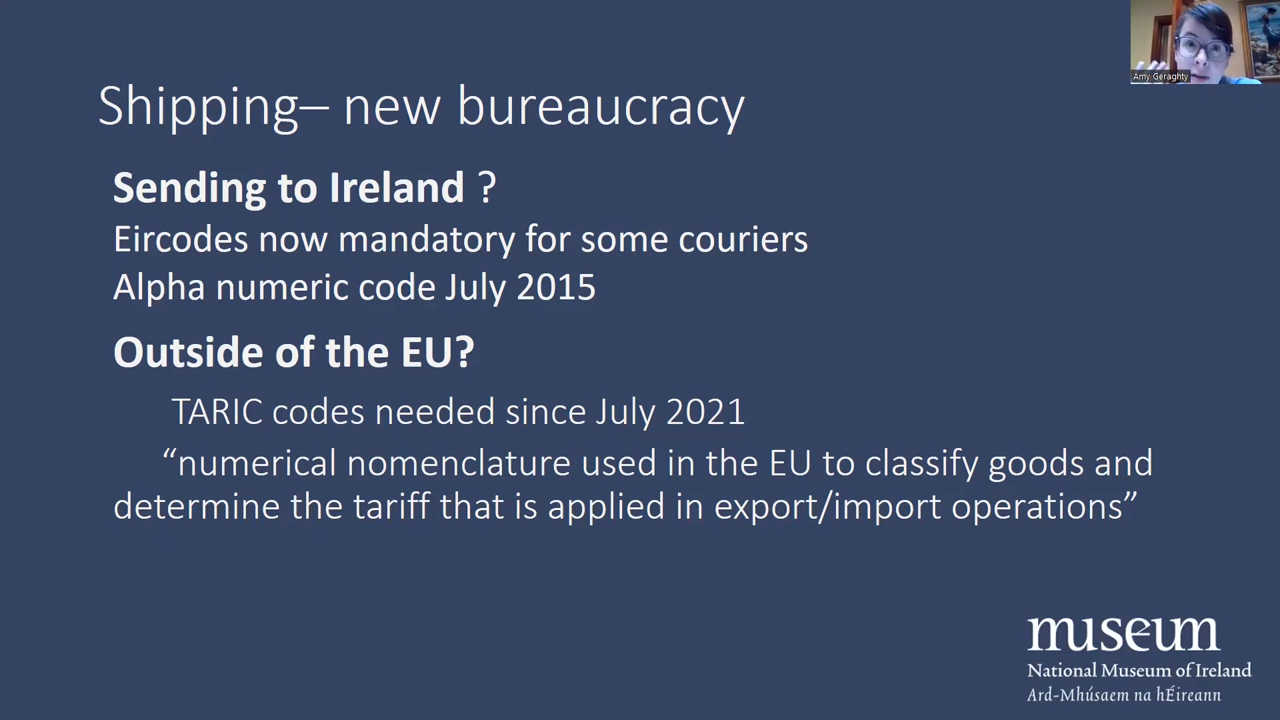 Amy Geraghty
Shipping– new bureaucracy
Sending to Ireland ?
Eircodes now mandatory for some couriers
Alpha numeric code July 2015
Outside of the EU?
TARIC codes needed since July 2021
“numerical nomenclature used in the EU to classify goods and
determine the tariff that is applied in export/import operations”
museum
National Museum of Ireland
Ard-Mhúsaem na hÉireann